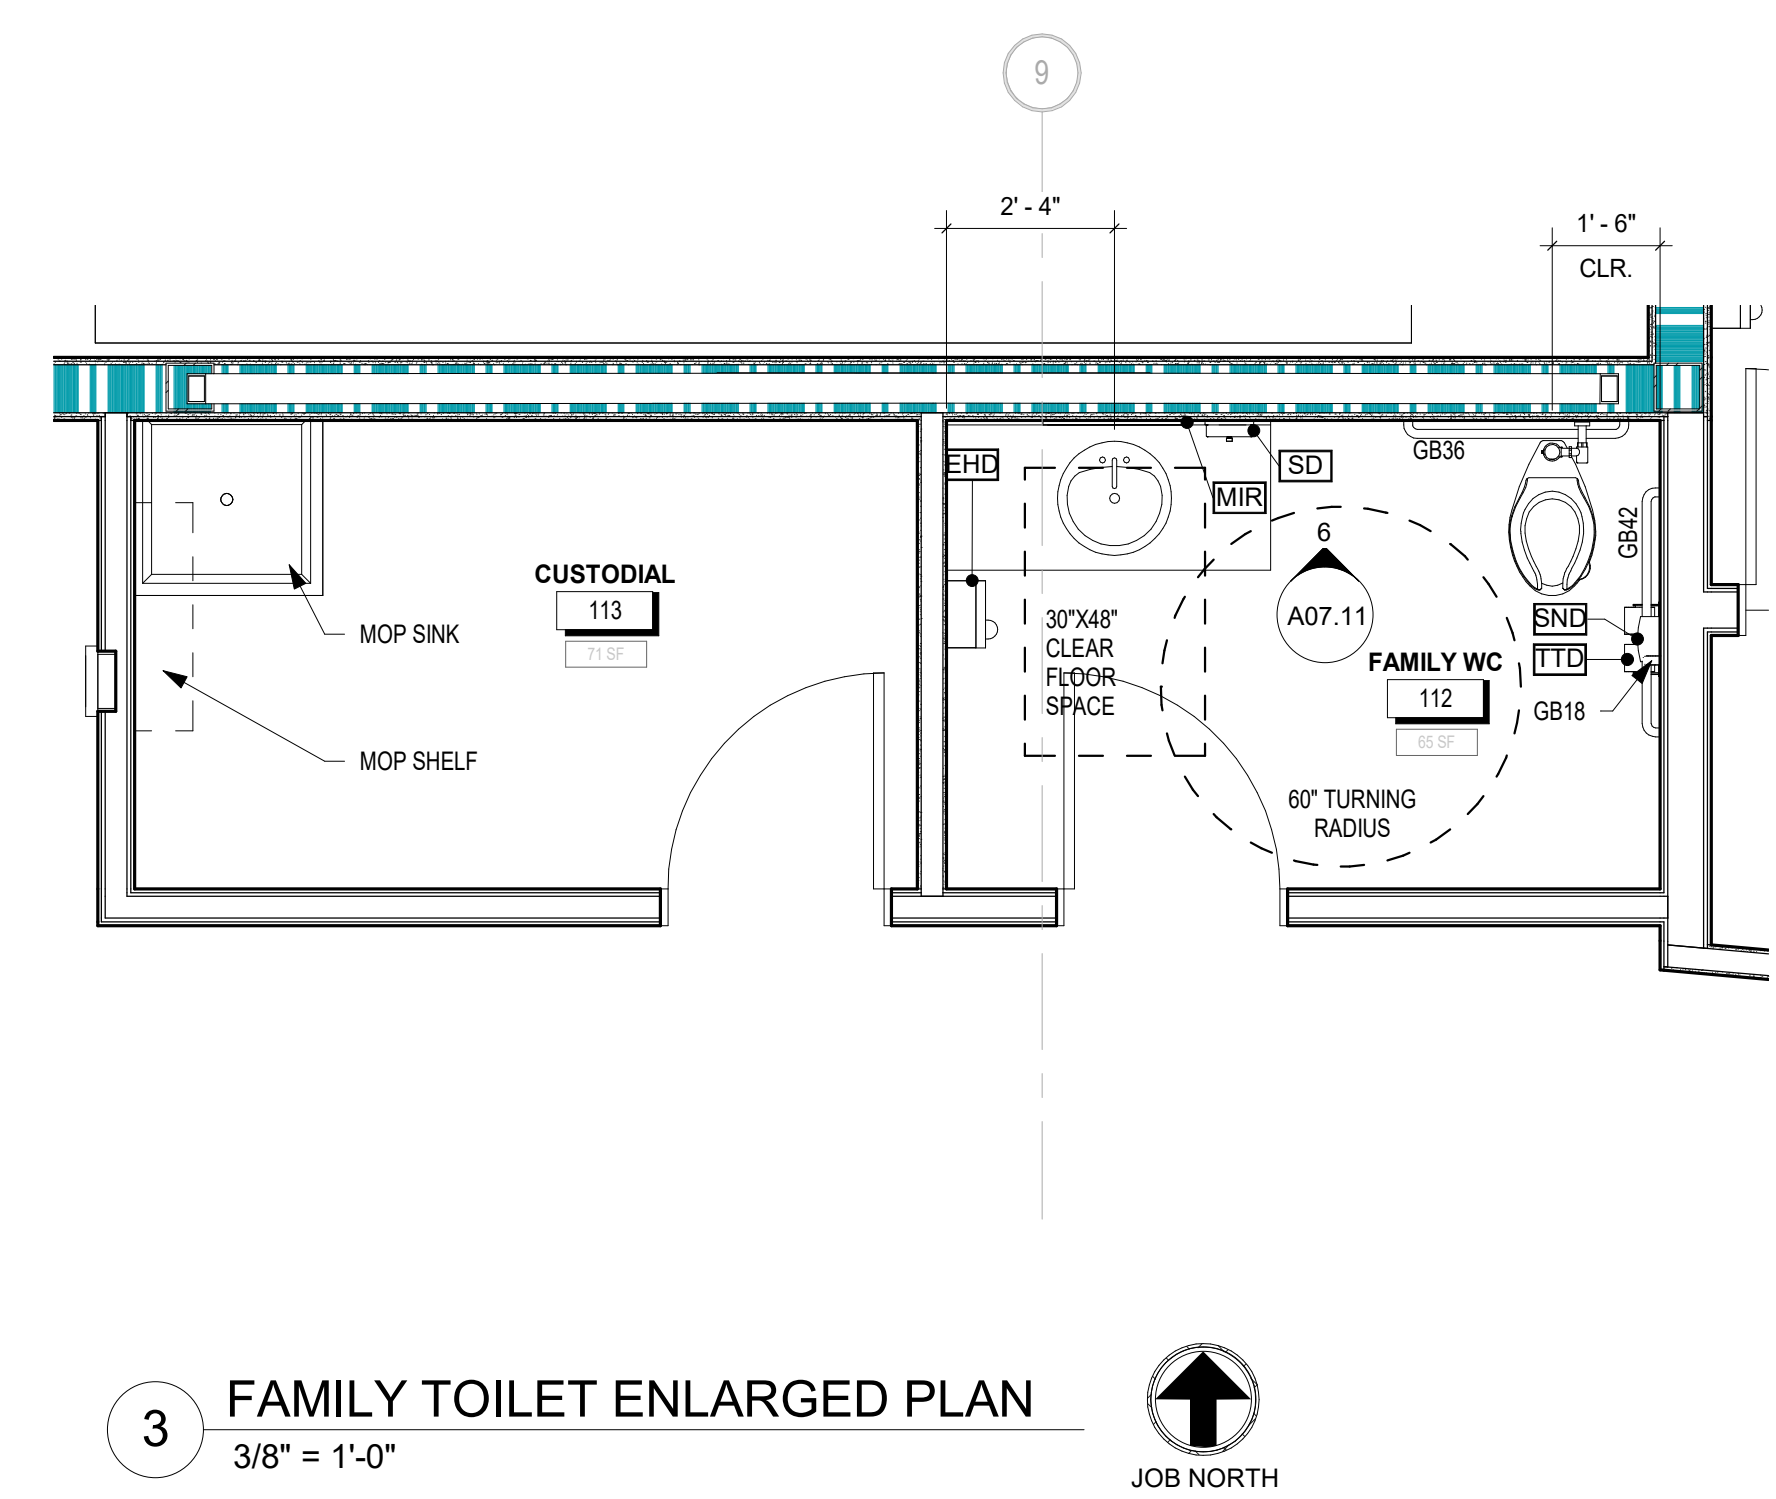 9
2' - 4"
1' - 6"
CLR.
EHD
SD
MIR
GB36
GB42
6
A07.11
CUSTODIAL
113
71 SF
MOP SINK
MOP SHELF
30"X48"
CLEAR
FLOOR
SPACE
SND
TTD
GB18
FAMILY WC
112
65 SF
60" TURNING
RADIUS
3
FAMILY TOILET ENLARGED PLAN
3/8" = 1'-0"
JOB NORTH